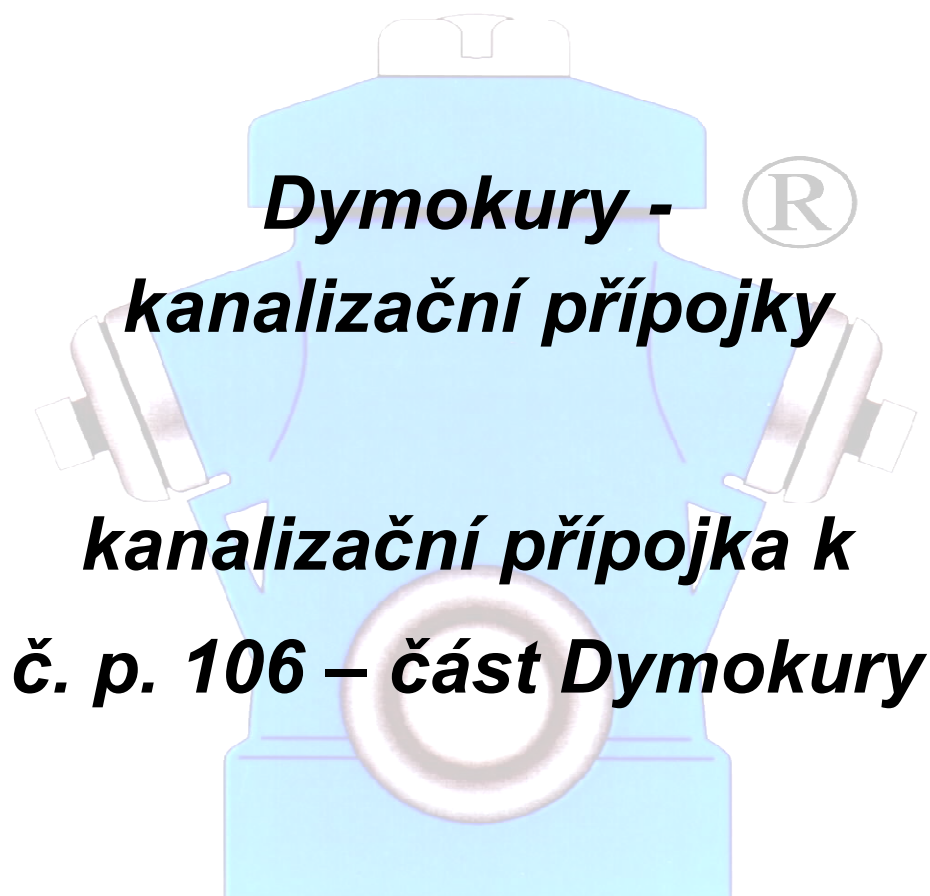 Dymokury -
®
kanalizační přípojky
kanalizační přípojka k
č. p. 106 – část Dymokury